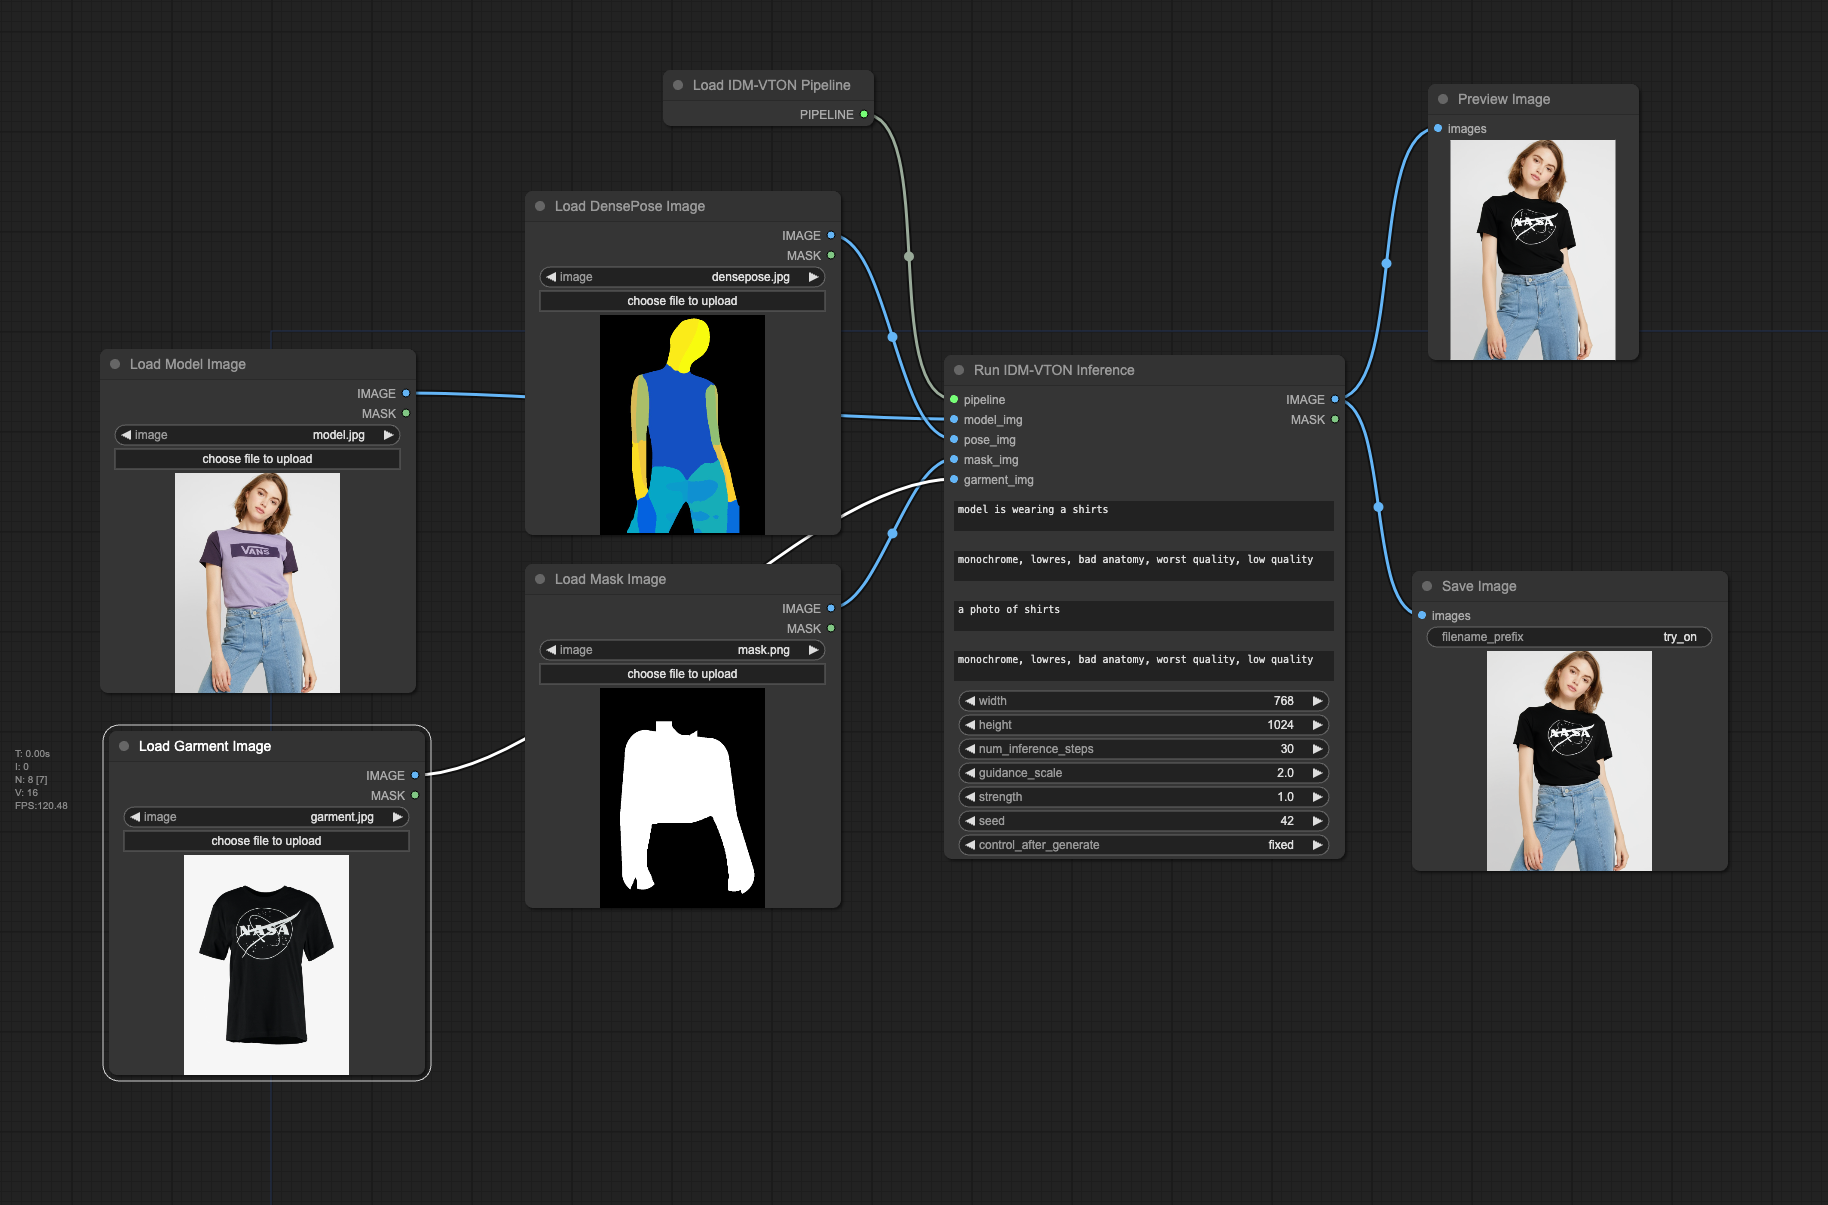 Load IDM-VTON Pipeline
PIPELINE
Load DensePose Image
IMAGE
MASK
image densepose.jpg
choose file to upload
Load Model Image
IMAGE
MASK
image model.jpg
choose file to upload
VANS
Load Garment Image
IMAGE
MASK
image garment.jpg
choose file to upload
NASA
T: 0.00s
I: 0
N: 8 [7]
V: 16
FPS:120.48
Load Mask Image
IMAGE
MASK
image mask.png
choose file to upload
Run IDM-VTON Inference
pipeline IMAGE
model_img MASK
pose_img
mask_img
garment_img
model is wearing a shirts
monochrome, lowres, bad anatomy, worst quality, low quality
a photo of shirts
monochrome, lowres, bad anatomy, worst quality, low quality
width 768
height 1024
num_inference_steps 30
guidance_scale 2.0
strength 1.0
seed 42
control_after_generate fixed
Preview Image
images
NASA
Save Image
images
filename_prefix try_on
NASA